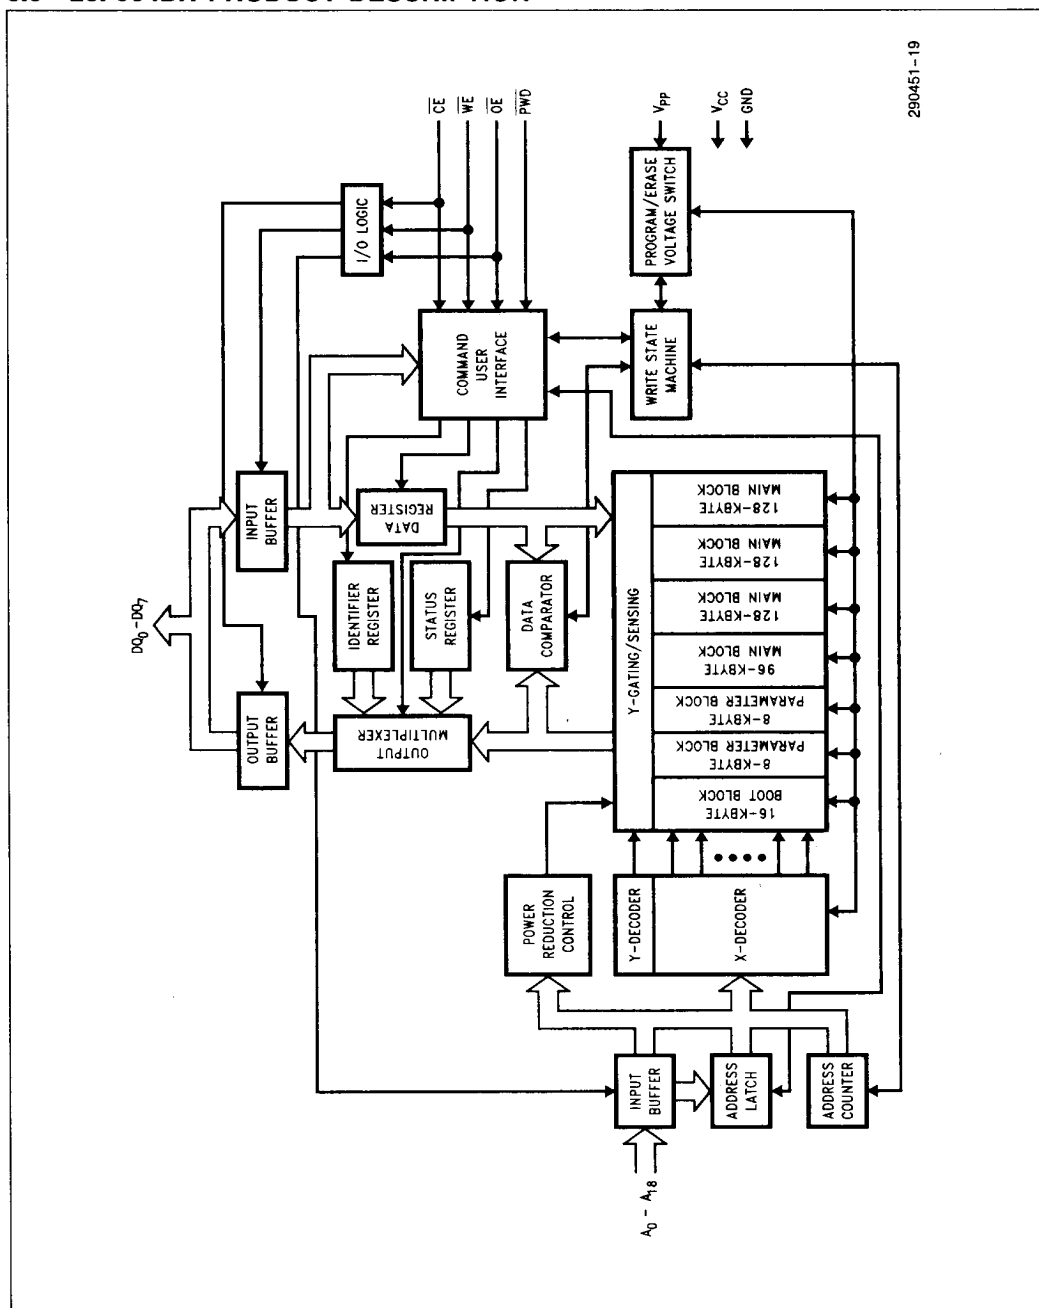 PRODUCT DESCRIPTION
290451-19
CE
WE
OE
PWD
VPP
VCC
GND
I/O LOGIC
PROGRAM/ERASE
VOLTAGE SWITCH
COMMAND
USER
INTERFACE
WRITE STATE
MACHINE
DQ0-DQ7
INPUT
BUFFER
OUTPUT
BUFFER
DATA
REGISTER
IDENTIFIER
REGISTER
STATUS
REGISTER
DATA
COMPARATOR
OUTPUT
MULTIPLEXER
Y-GATING/SENSING
128-KBYTE
MAIN BLOCK
128-KBYTE
MAIN BLOCK
128-KBYTE
MAIN BLOCK
96-KBYTE
MAIN BLOCK
8-KBYTE
PARAMETER BLOCK
8-KBYTE
PARAMETER BLOCK
16-KBYTE
BOOT BLOCK
POWER
REDUCTION
CONTROL
Y-DECODER
X-DECODER
INPUT
BUFFER
ADDRESS
LATCH
ADDRESS
COUNTER
A0 - A18